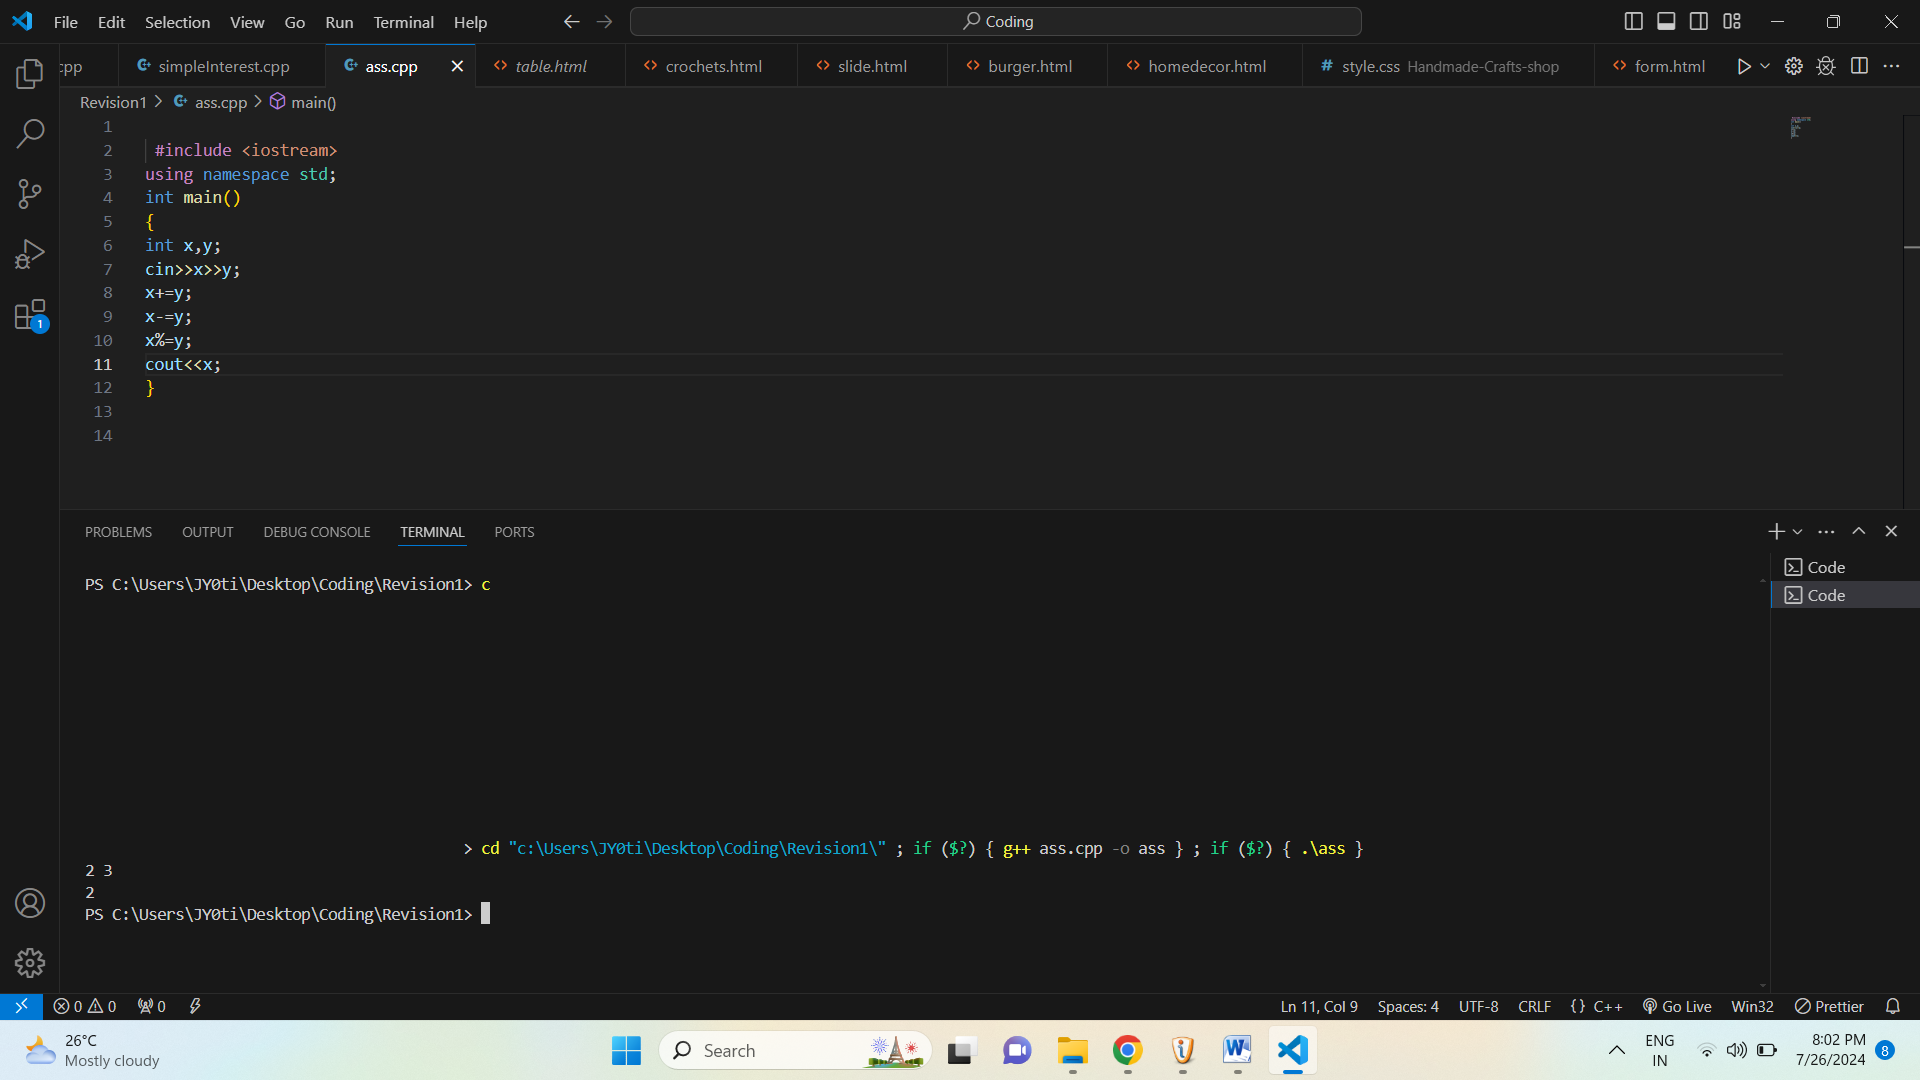 File Edit Selection View Go Run Terminal Help Coding
cpp simpleInterest.cpp ass.cpp table.html crochets.html slide.html burger.html homedecor.html style.css Handmade-Crafts-shop form.html
Revision1 > ass.cpp > main()
1
2 #include <iostream>
3 using namespace std;
4 int main()
5 {
6 int x,y;
7 cin>>x>>y;
8 x+=y;
9 x-=y;
10 x%=y;
11 cout<<x;
12 }
13
14
PROBLEMS OUTPUT DEBUG CONSOLE TERMINAL PORTS
Code
Code
PS C:\Users\JY0ti\Desktop\Coding\Revision1> c
> cd "c:\Users\JY0ti\Desktop\Coding\Revision1\" ; if ($?) { g++ ass.cpp -o ass } ; if ($?) { .\ass }
2 3
2
PS C:\Users\JY0ti\Desktop\Coding\Revision1>
1
0 0 0 Ln 11, Col 9 Spaces: 4 UTF-8 CRLF {} C++ Go Live Win32 Prettier
26°C
Mostly cloudy
Search
ENG
IN
8:02 PM
7/26/2024
8